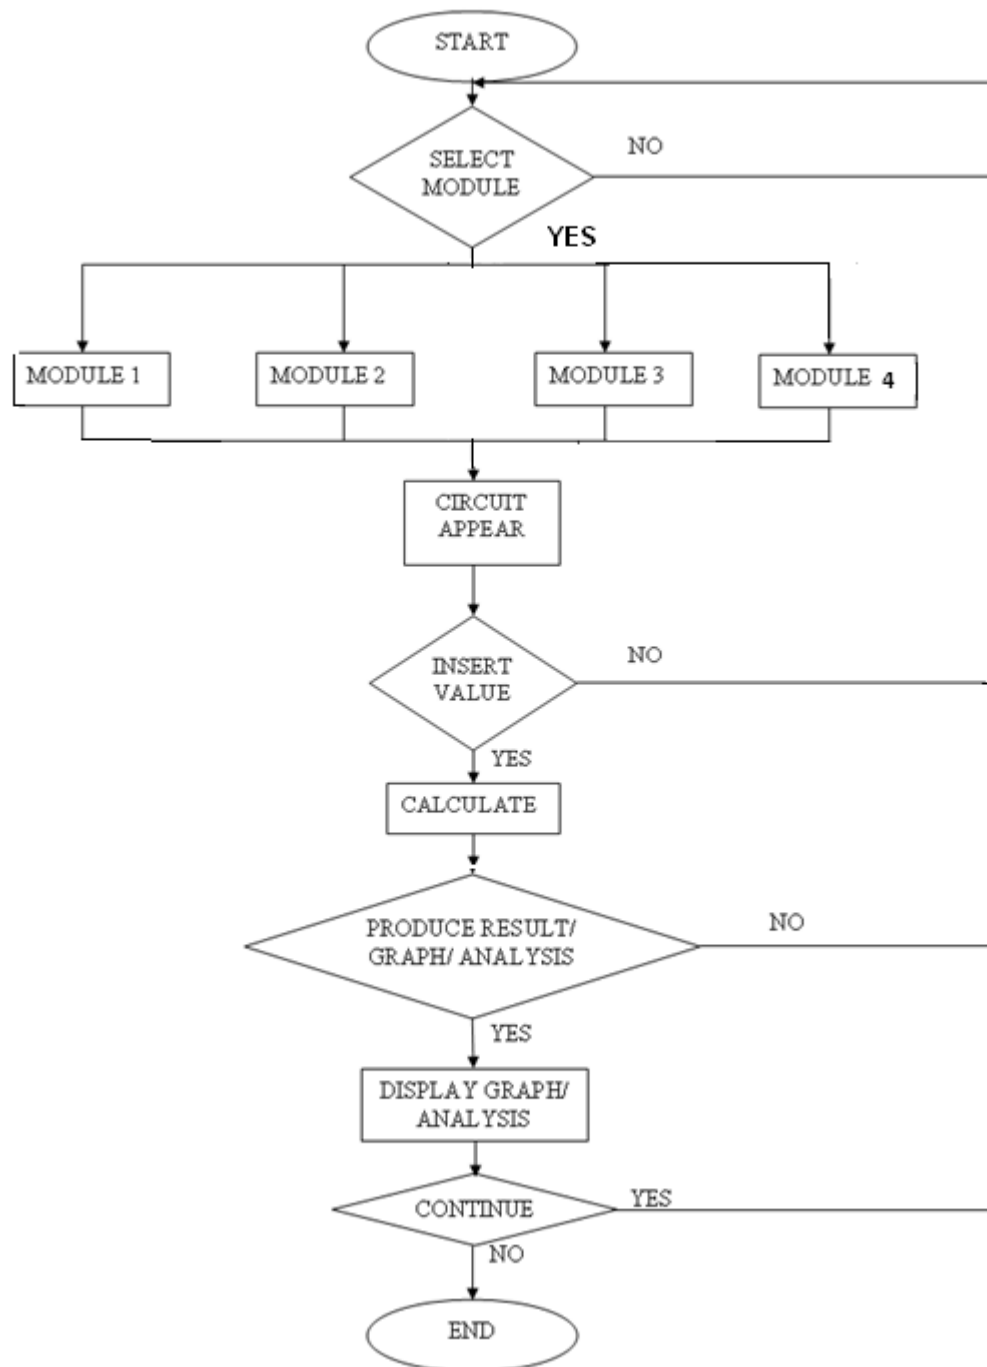 START
SELECT
MODULE
NO
YES
MODULE 1
MODULE 2
MODULE 3
MODULE 4
CIRCUIT
APPEAR
INSERT
VALUE
NO
YES
CALCULATE
PRODUCE RESULT/
GRAPH/ ANALYSIS
NO
YES
DISPLAY GRAPH/
ANALYSIS
CONTINUE
YES
NO
END